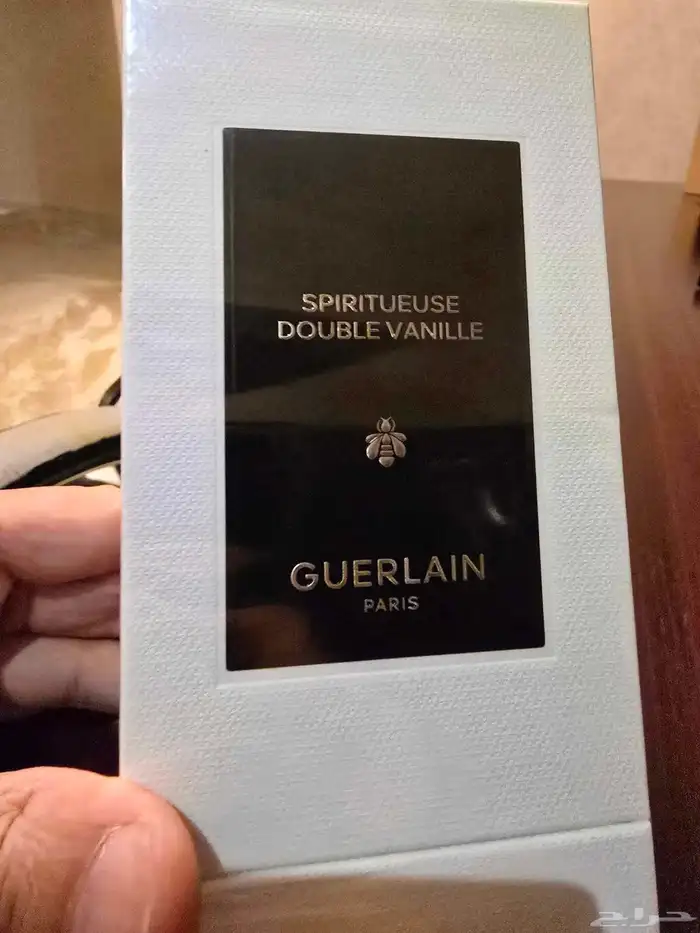 SPIRITUEUSE
DOUBLE VANILLE
GUERLAIN
PARIS
حراج